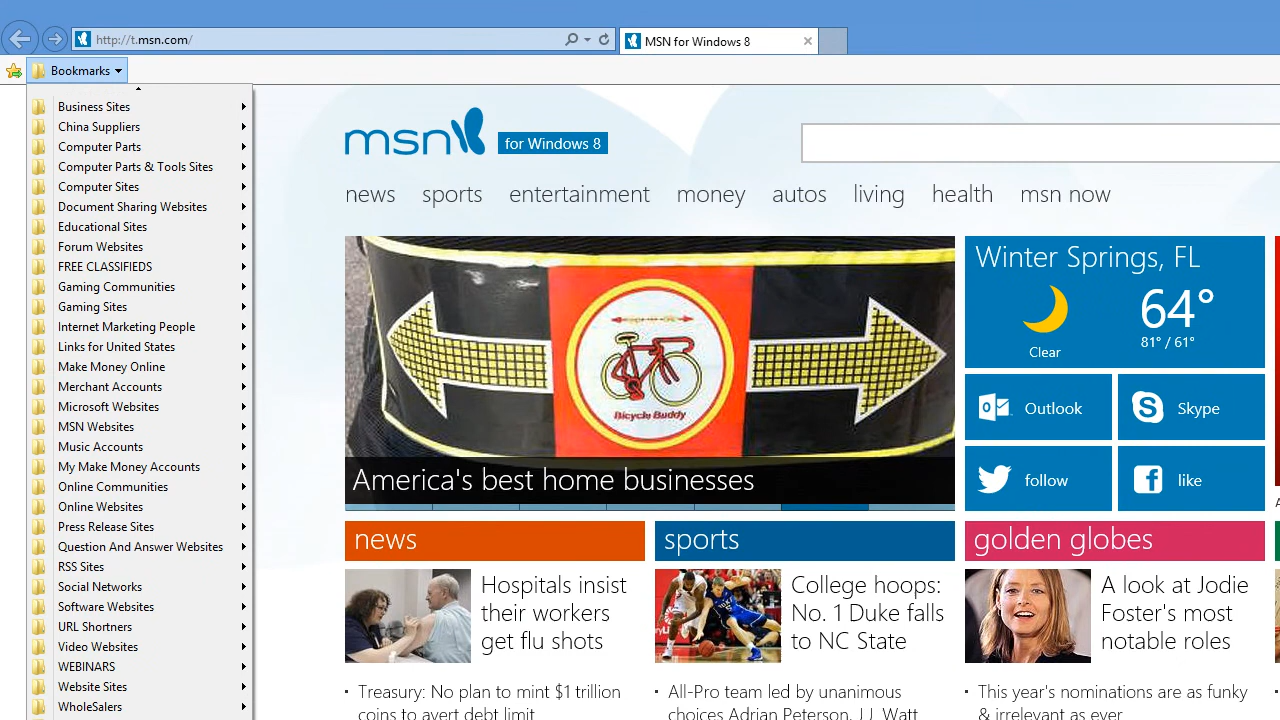 http://t.msn.com/
MSN for Windows 8
Bookmarks
Business Sites
China Suppliers
Computer Parts
Computer Parts & Tools Sites
Computer Sites
Document Sharing Websites
Educational Sites
Forum Websites
FREE CLASSIFIEDS
Gaming Communities
Gaming Sites
Internet Marketing People
Links for United States
Make Money Online
Merchant Accounts
Microsoft Websites
MSN Websites
Music Accounts
My Make Money Accounts
Online Communities
Online Websites
Press Release Sites
Question And Answer Websites
RSS Sites
Social Networks
Software Websites
URL Shortners
Video Websites
WEBINARS
Website Sites
WholeSalers
msn
for Windows 8
news sports entertainment money autos living health msn now
Bicycle Buddy
America's best home businesses
Winter Springs, FL
64°
81° / 61°
Clear
Outlook
Skype
follow
like
news
Hospitals insist
their workers
get flu shots
Treasury: No plan to mint $1 trillion
coins to avert debt limit
sports
College hoops:
No. 1 Duke falls
to NC State
All-Pro team led by unanimous
choices Adrian Peterson, J.J. Watt
golden globes
A look at Jodie
Foster's most
notable roles
This year's nominations are as funky
& irrelevant as ever